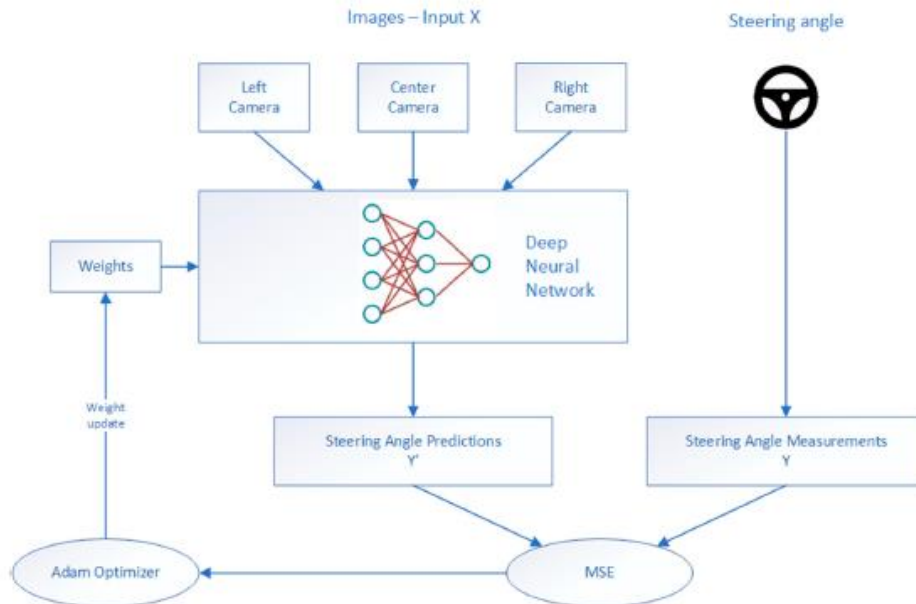 Images – Input X
Steering angle
Left
Camera
Center
Camera
Right
Camera
Deep
Neural
Network
Weights
Weight
update
Steering Angle Predictions
Y'
Steering Angle Measurements
Y
Adam Optimizer
MSE